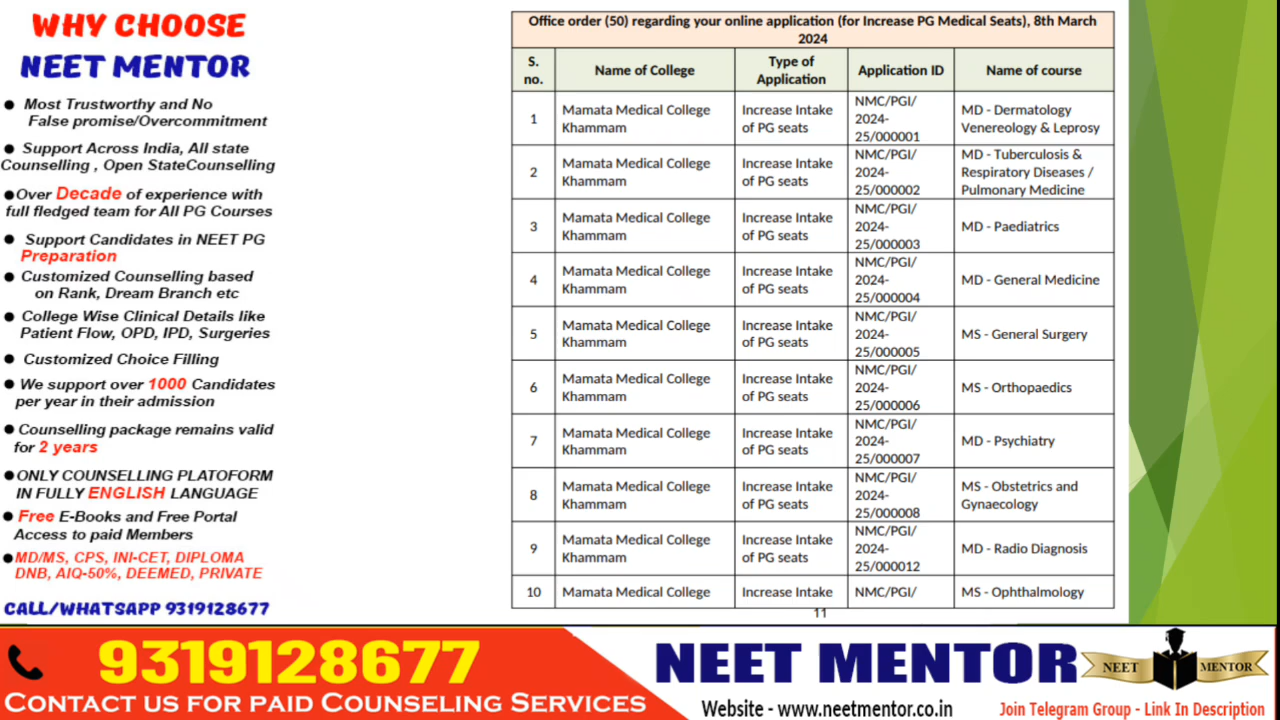 WHY CHOOSE
NEET MENTOR
● Most Trustworthy and No
False promise/Overcommitment
● Support Across India, All state
Counselling , Open StateCounselling
●Over Decade of experience with
full fledged team for All PG Courses
● Support Candidates in NEET PG
Preparation
● Customized Counselling based
on Rank, Dream Branch etc
● College Wise Clinical Details like
Patient Flow, OPD, IPD, Surgeries
● Customized Choice Filling
● We support over 1000 Candidates
per year in their admission
● Counselling package remains valid
for 2 years
●ONLY COUNSELLING PLATOFORM
IN FULLY ENGLISH LANGUAGE
● Free E-Books and Free Portal
Access to paid Members
●MD/MS, CPS, INI-CET, DIPLOMA
DNB, AIQ-50%, DEEMED, PRIVATE
CALL/WHATSAPP 9319128677
Office order (50) regarding your online application (for Increase PG Medical Seats), 8th March
2024
S. no. Name of College Type of Application Application ID Name of course
1 Mamata Medical College Khammam Increase Intake of PG seats NMC/PGI/2024-25/000001 MD - Dermatology Venereology & Leprosy
2 Mamata Medical College Khammam Increase Intake of PG seats NMC/PGI/2024-25/000002 MD - Tuberculosis & Respiratory Diseases / Pulmonary Medicine
3 Mamata Medical College Khammam Increase Intake of PG seats NMC/PGI/2024-25/000003 MD - Paediatrics
4 Mamata Medical College Khammam Increase Intake of PG seats NMC/PGI/2024-25/000004 MD - General Medicine
5 Mamata Medical College Khammam Increase Intake of PG seats NMC/PGI/2024-25/000005 MS - General Surgery
6 Mamata Medical College Khammam Increase Intake of PG seats NMC/PGI/2024-25/000006 MS - Orthopaedics
7 Mamata Medical College Khammam Increase Intake of PG seats NMC/PGI/2024-25/000007 MD - Psychiatry
8 Mamata Medical College Khammam Increase Intake of PG seats NMC/PGI/2024-25/000008 MS - Obstetrics and Gynaecology
9 Mamata Medical College Khammam Increase Intake of PG seats NMC/PGI/2024-25/000012 MD - Radio Diagnosis
10 Mamata Medical College Increase Intake NMC/PGI/ MS - Ophthalmology
11
9319128677
CONTACT US FOR PAID COUNSELING SERVICES
NEET MENTOR
NEET MENTOR
Website - www.neetmentor.co.in
Join Telegram Group - Link In Description